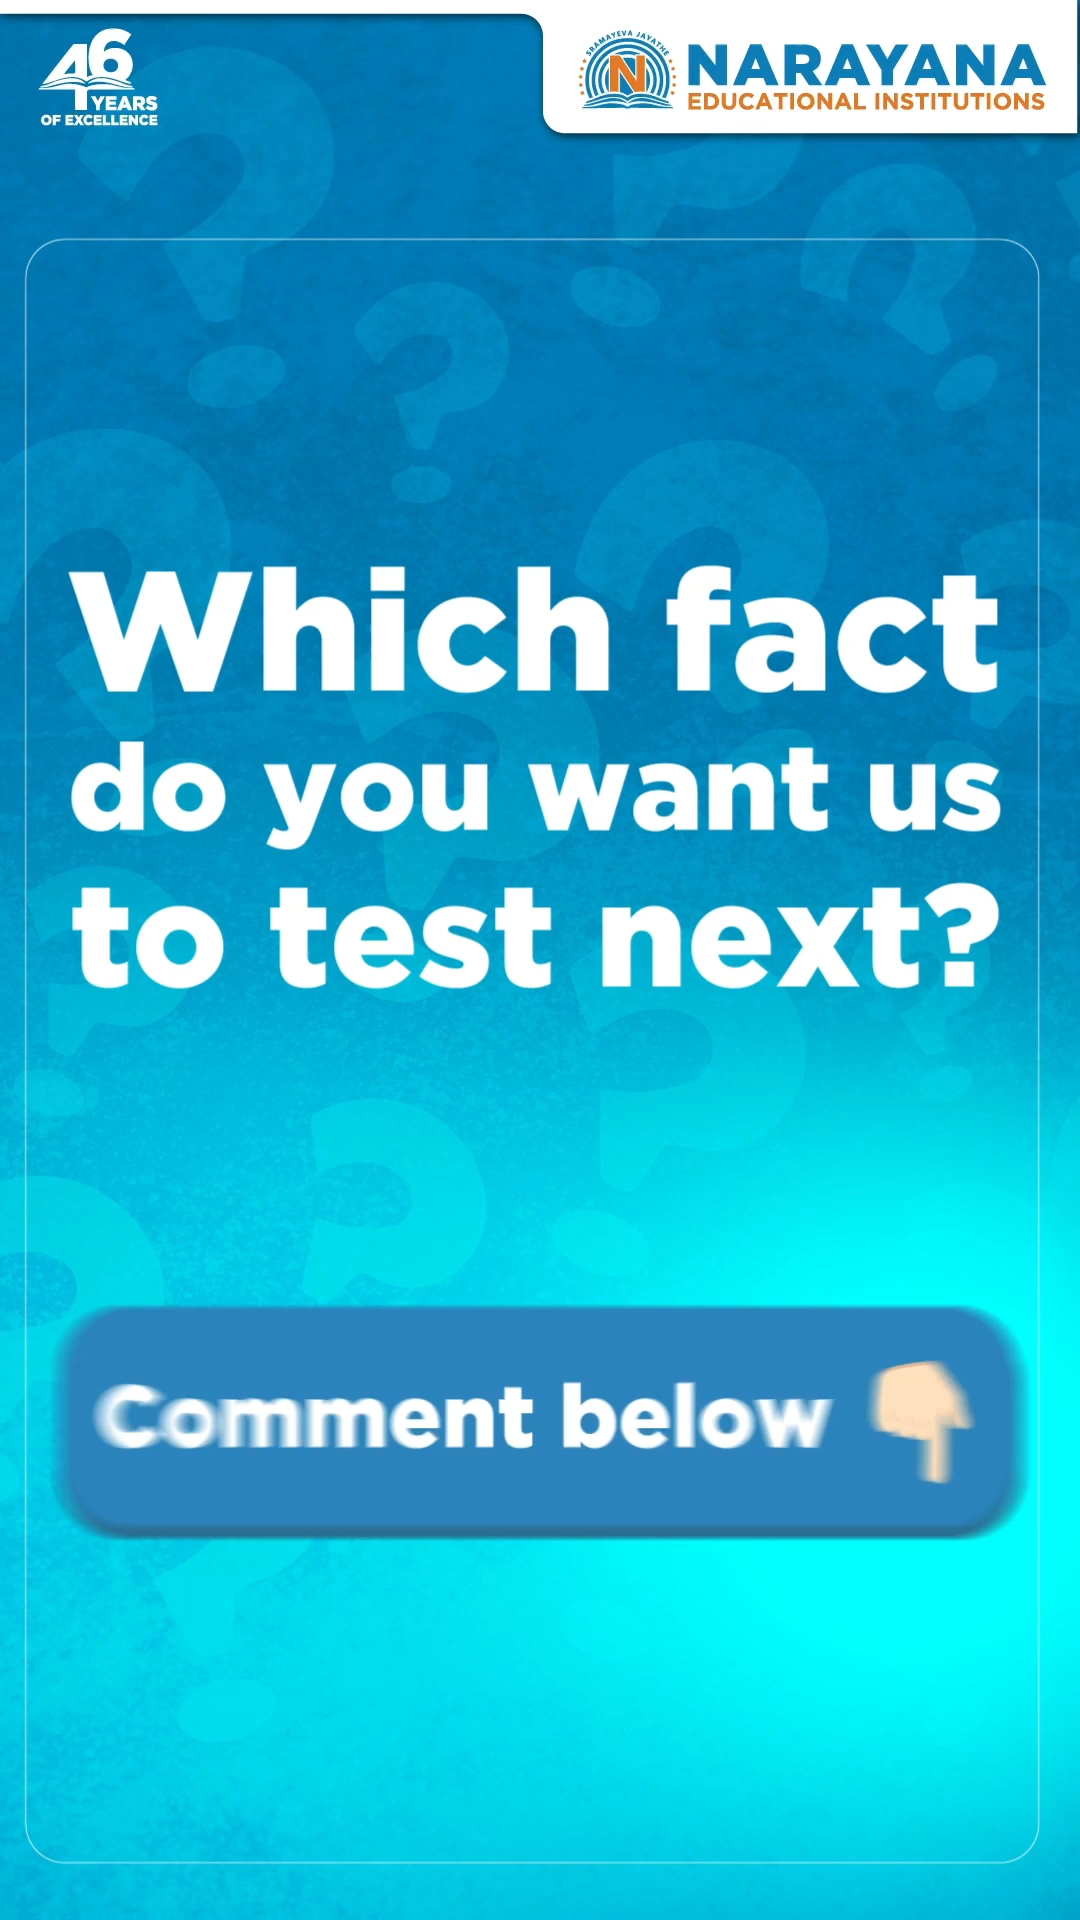 46
YEARS
OF EXCELLENCE
SRAMAYEVA JAYATHE
N
NARAYANA
EDUCATIONAL INSTITUTIONS
Which fact
do you want us
to test next?
Comment below 👇🏻